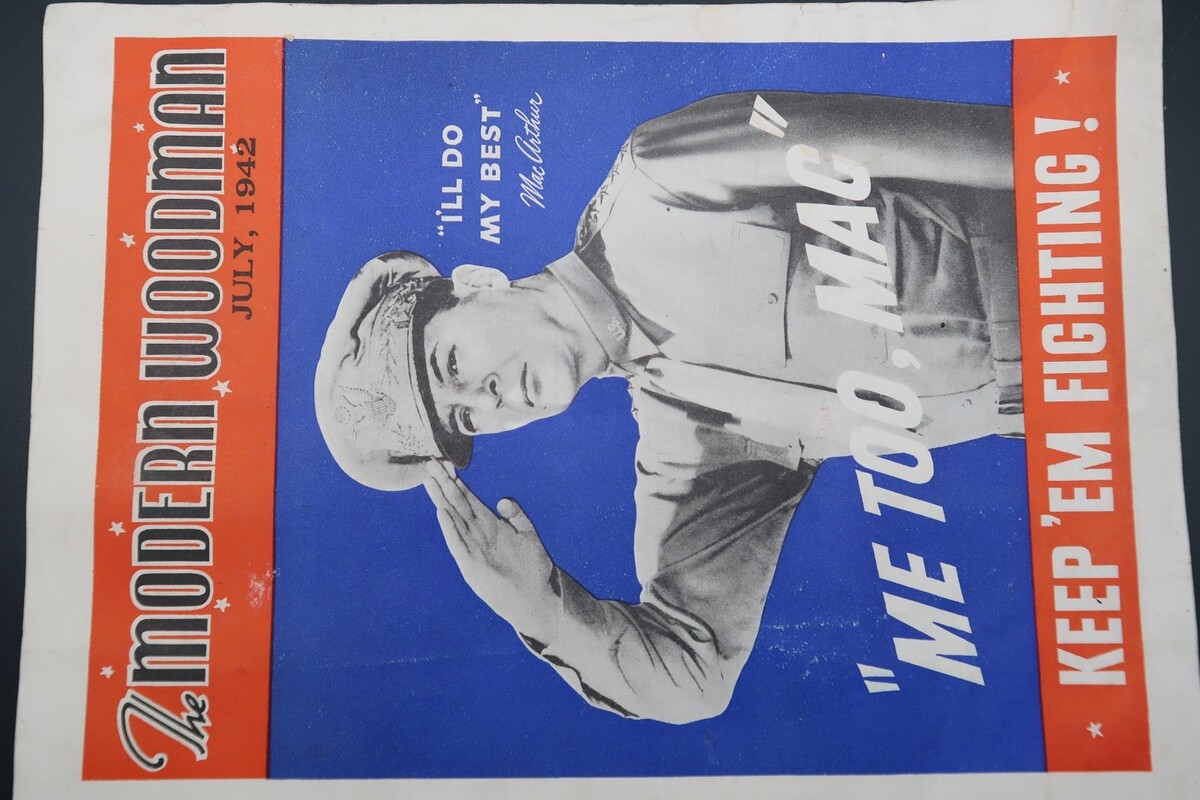 The MODERN WOODMAN
JULY, 1942
"I'LL DO
MY BEST"
MacArthur
U.S.
"ME TOO, MAC"
KEEP 'EM FIGHTING!